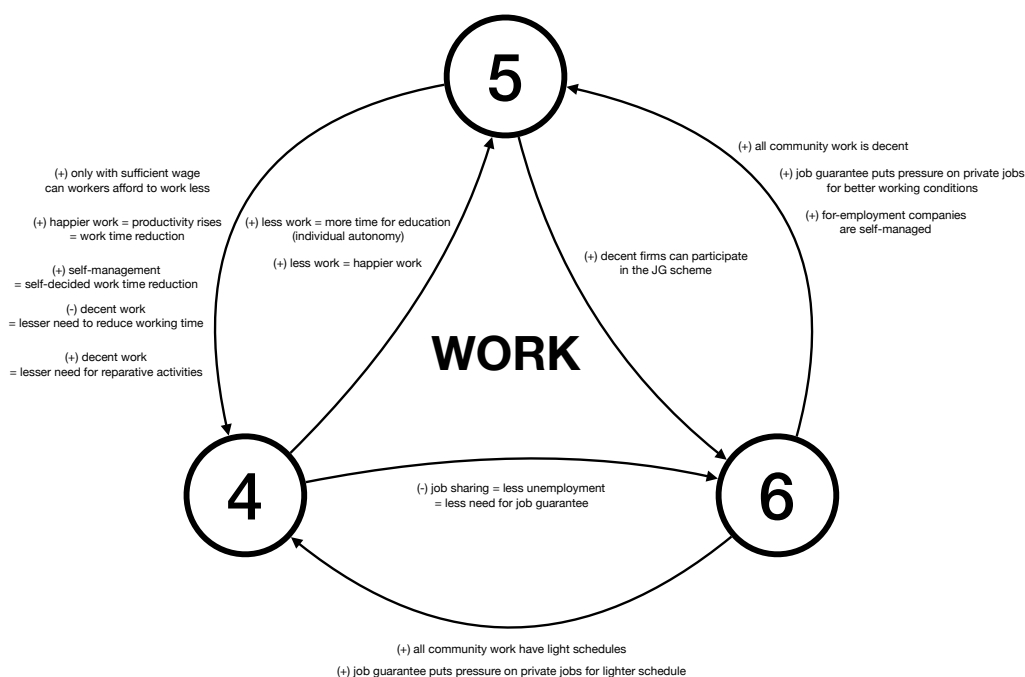 5
(+) all community work is decent
(+) job guarantee puts pressure on private jobs
for better working conditions
(+) for-employment companies
are self-managed
(+) only with sufficient wage
can workers afford to work less
(+) happier work = productivity rises
= work time reduction
(+) self-management
= self-decided work time reduction
(-) decent work
= lesser need to reduce working time
(+) decent work
= lesser need for reparative activities
(+) less work = more time for education
(individual autonomy)
(+) less work = happier work
(+) decent firms can participate
in the JG scheme
WORK
4
6
(-) job sharing = less unemployment
= less need for job guarantee
(+) all community work have light schedules
(+) job guarantee puts pressure on private jobs for lighter schedule